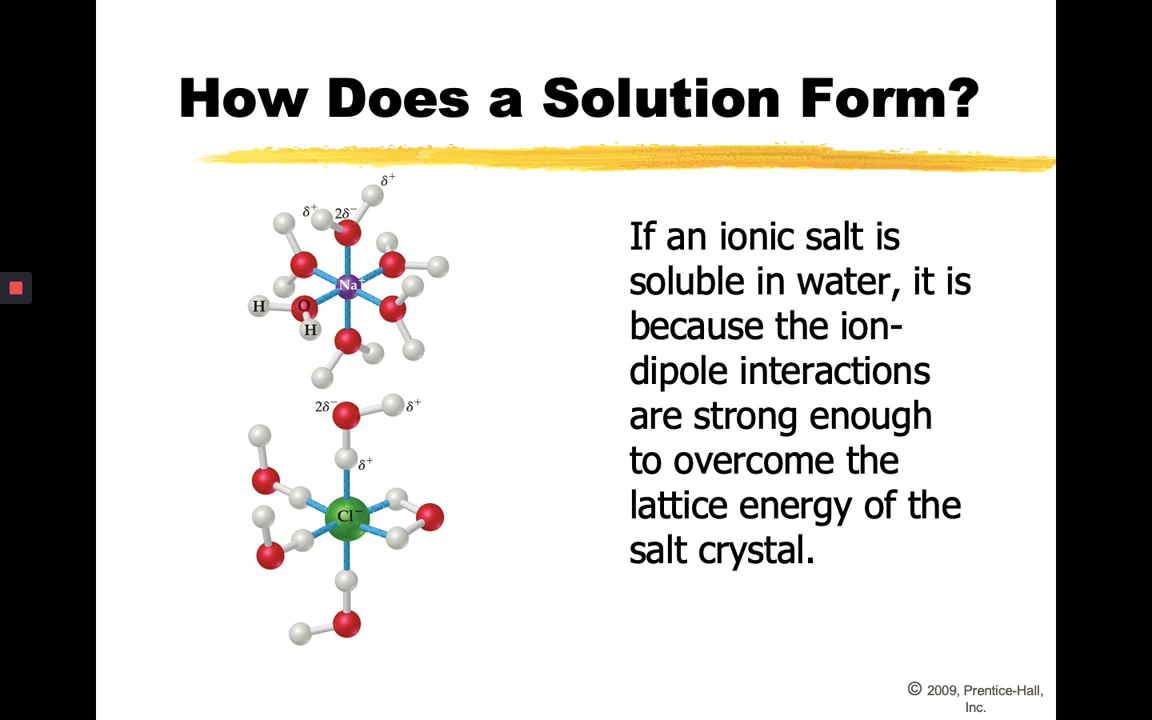 How Does a Solution Form?
δ⁺
δ⁺ 2δ⁻
Na⁺
H O
H
2δ⁻ δ⁺
δ⁺
Cl⁻
If an ionic salt is
soluble in water, it is
because the ion-
dipole interactions
are strong enough
to overcome the
lattice energy of the
salt crystal.
© 2009, Prentice-Hall,
Inc.